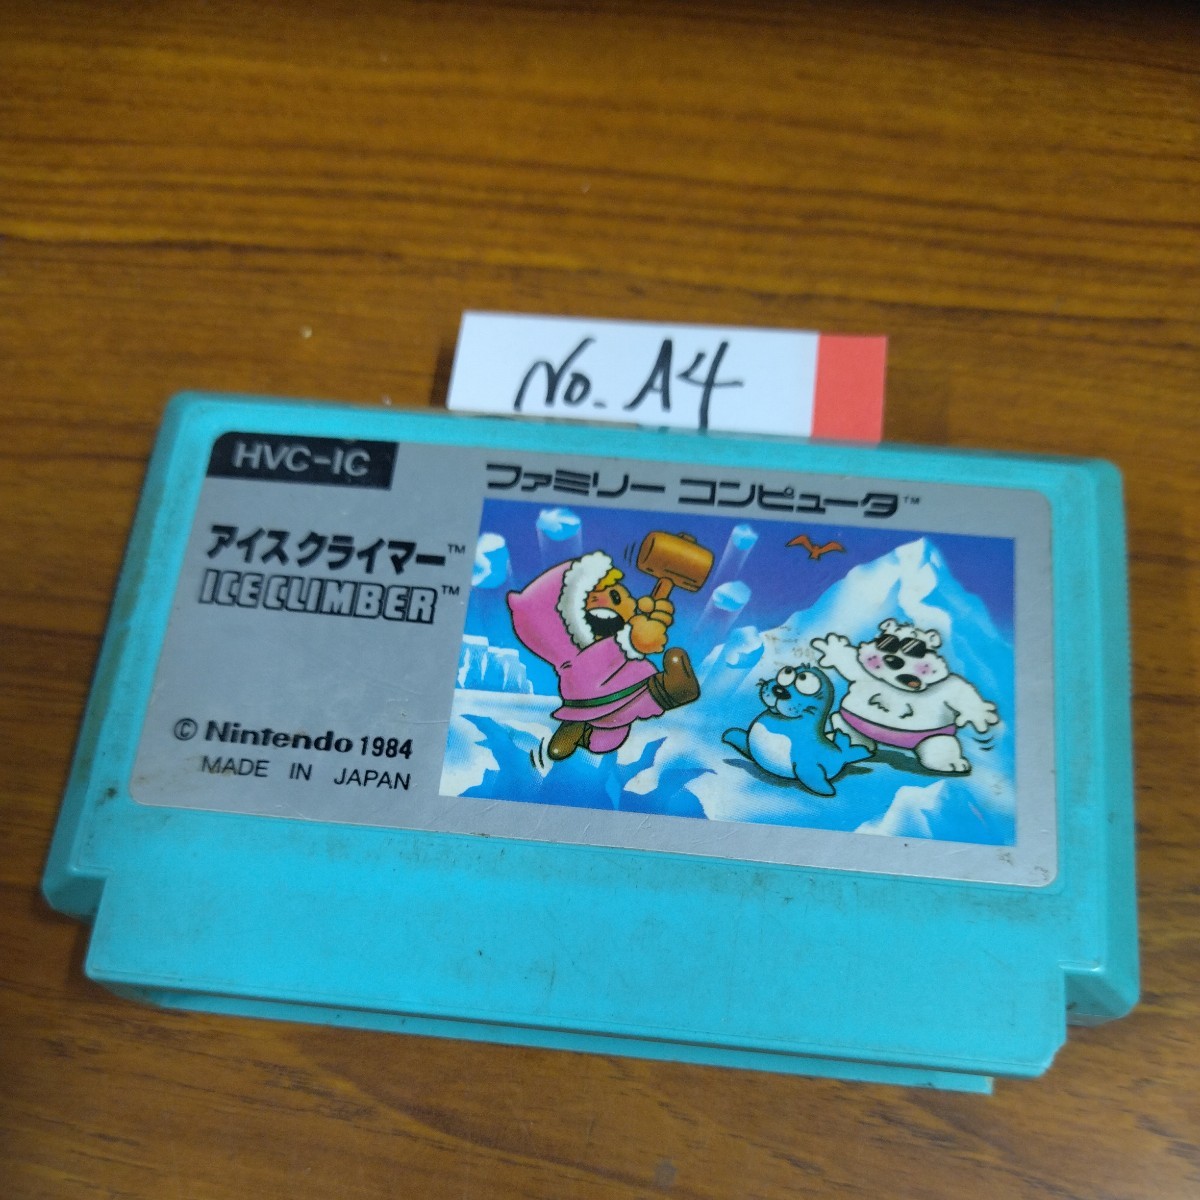 No. A4
HVC-IC
ファミリー コンピュータ™
アイスクライマー™
ICE CLIMBER™
© Nintendo 1984
MADE IN JAPAN